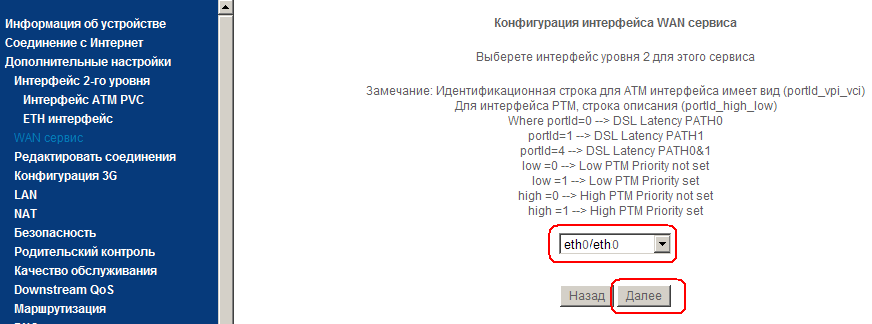 Информация об устройстве
Соединение с Интернет
Дополнительные настройки
Интерфейс 2-го уровня
Интерфейс ATM PVC
ETH интерфейс
WAN сервис
Редактировать соединения
Конфигурация 3G
LAN
NAT
Безопасность
Родительский контроль
Качество обслуживания
Downstream QoS
Маршрутизация
Конфигурация интерфейса WAN сервиса
Выберете интерфейс уровня 2 для этого сервиса
Замечание: Идентификационная строка для ATM интерфейса имеет вид (portId_vpi_vci)
Для интерфейса PTM, строка описания (portId_high_low)
Where portId=0 --> DSL Latency PATH0
portId=1 --> DSL Latency PATH1
portId=4 --> DSL Latency PATH0&1
low =0 --> Low PTM Priority not set
low =1 --> Low PTM Priority set
high =0 --> High PTM Priority not set
high =1 --> High PTM Priority set
eth0/eth0
Назад Далее